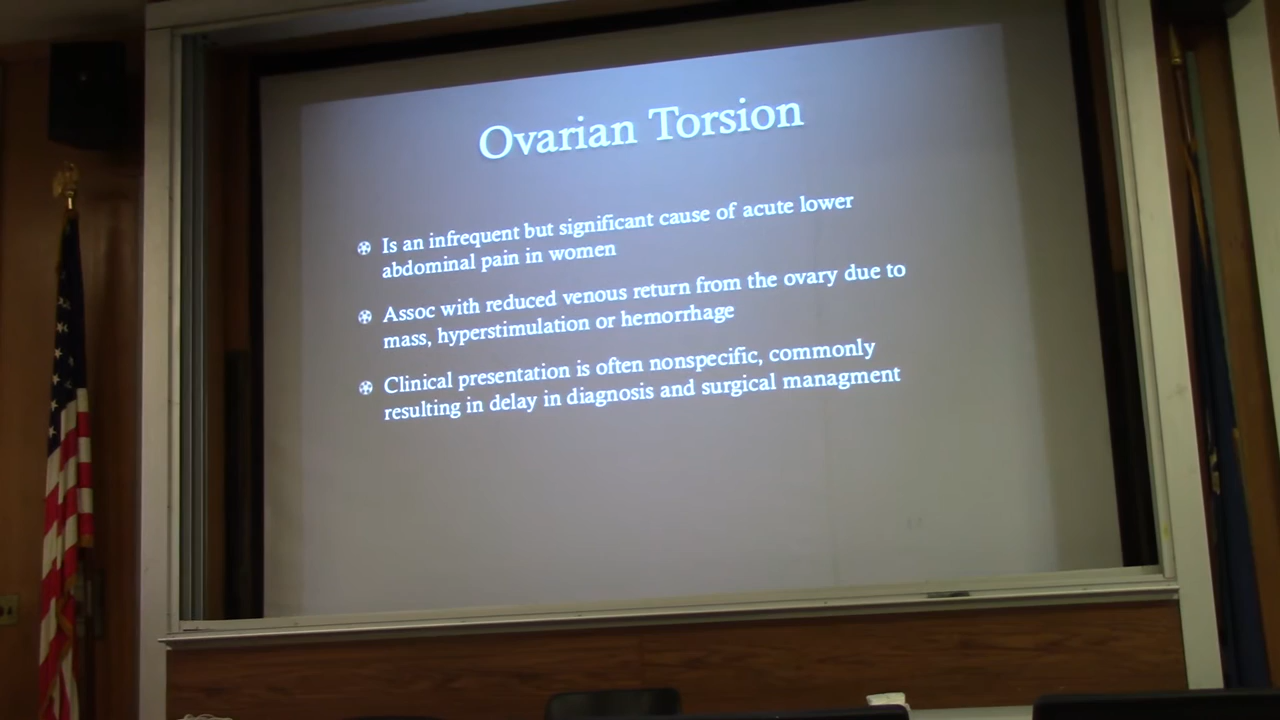 Ovarian Torsion
Is an infrequent but significant cause of acute lower
abdominal pain in women
Assoc with reduced venous return from the ovary due to
mass, hyperstimulation or hemorrhage
Clinical presentation is often nonspecific, commonly
resulting in delay in diagnosis and surgical managment